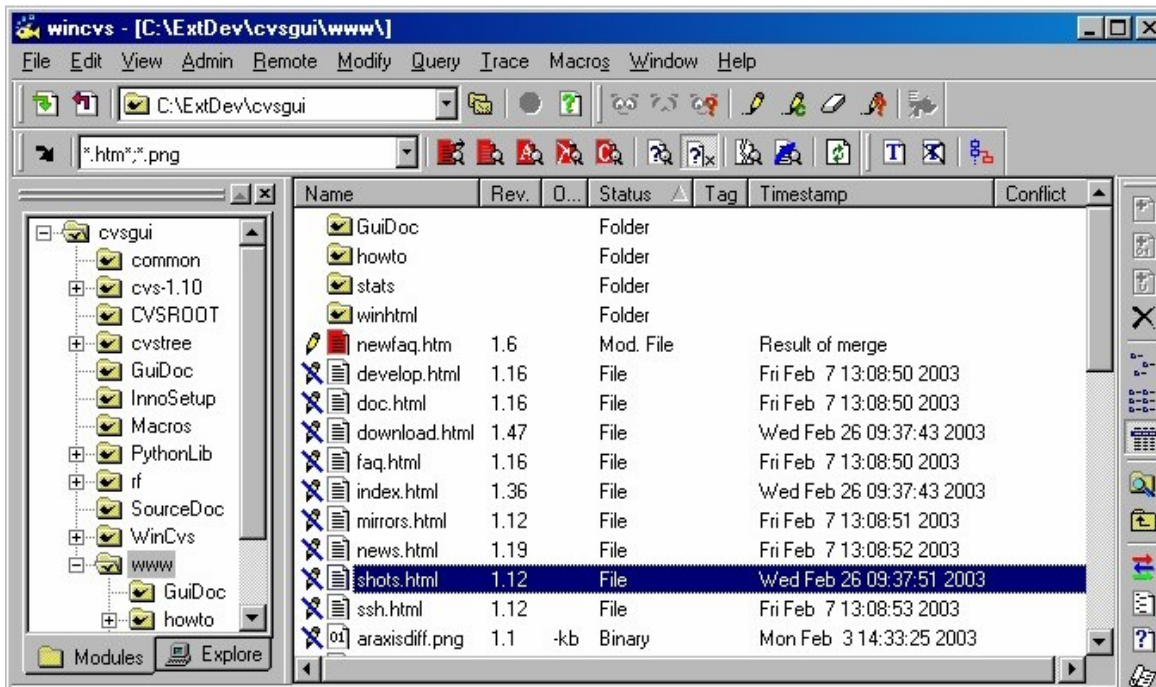 wincvs - [C:\ExtDev\cvsgui\www\]
File Edit View Admin Remote Modify Query Trace Macros Window Help
C:\ExtDev\cvsgui
*.htm*;*.png
cvsgui
common
cvs-1.10
CVSROOT
cvstree
GuiDoc
InnoSetup
Macros
PythonLib
rf
SourceDoc
WinCvs
www
GuiDoc
howto
Modules Explore
Name Rev. O... Status Tag Timestamp Conflict
GuiDoc Folder
howto Folder
stats Folder
winhtml Folder
newfaq.htm 1.6 Mod. File Result of merge
develop.html 1.16 File Fri Feb 7 13:08:50 2003
doc.html 1.16 File Fri Feb 7 13:08:50 2003
download.html 1.47 File Wed Feb 26 09:37:43 2003
faq.html 1.16 File Fri Feb 7 13:08:50 2003
index.html 1.36 File Wed Feb 26 09:37:43 2003
mirrors.html 1.12 File Fri Feb 7 13:08:51 2003
news.html 1.19 File Fri Feb 7 13:08:52 2003
shots.html 1.12 File Wed Feb 26 09:37:51 2003
ssh.html 1.12 File Fri Feb 7 13:08:53 2003
araxisdiff.png 1.1 -kb Binary Mon Feb 3 14:33:25 2003